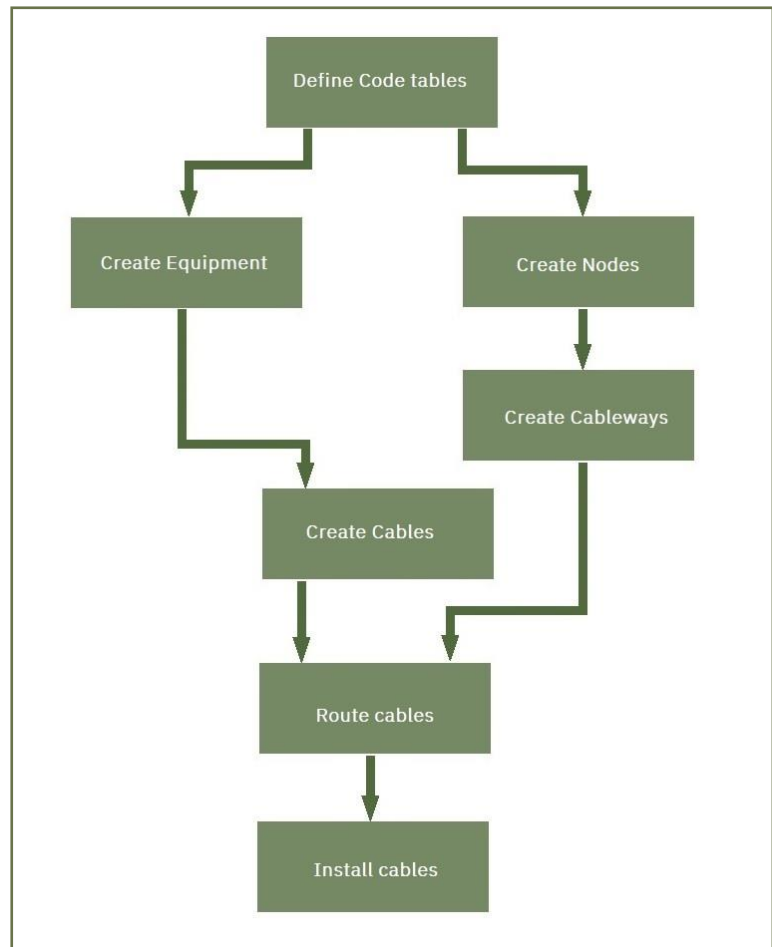 Define Code tables
Create Equipment
Create Nodes
Create Cableways
Create Cables
Route cables
Install cables